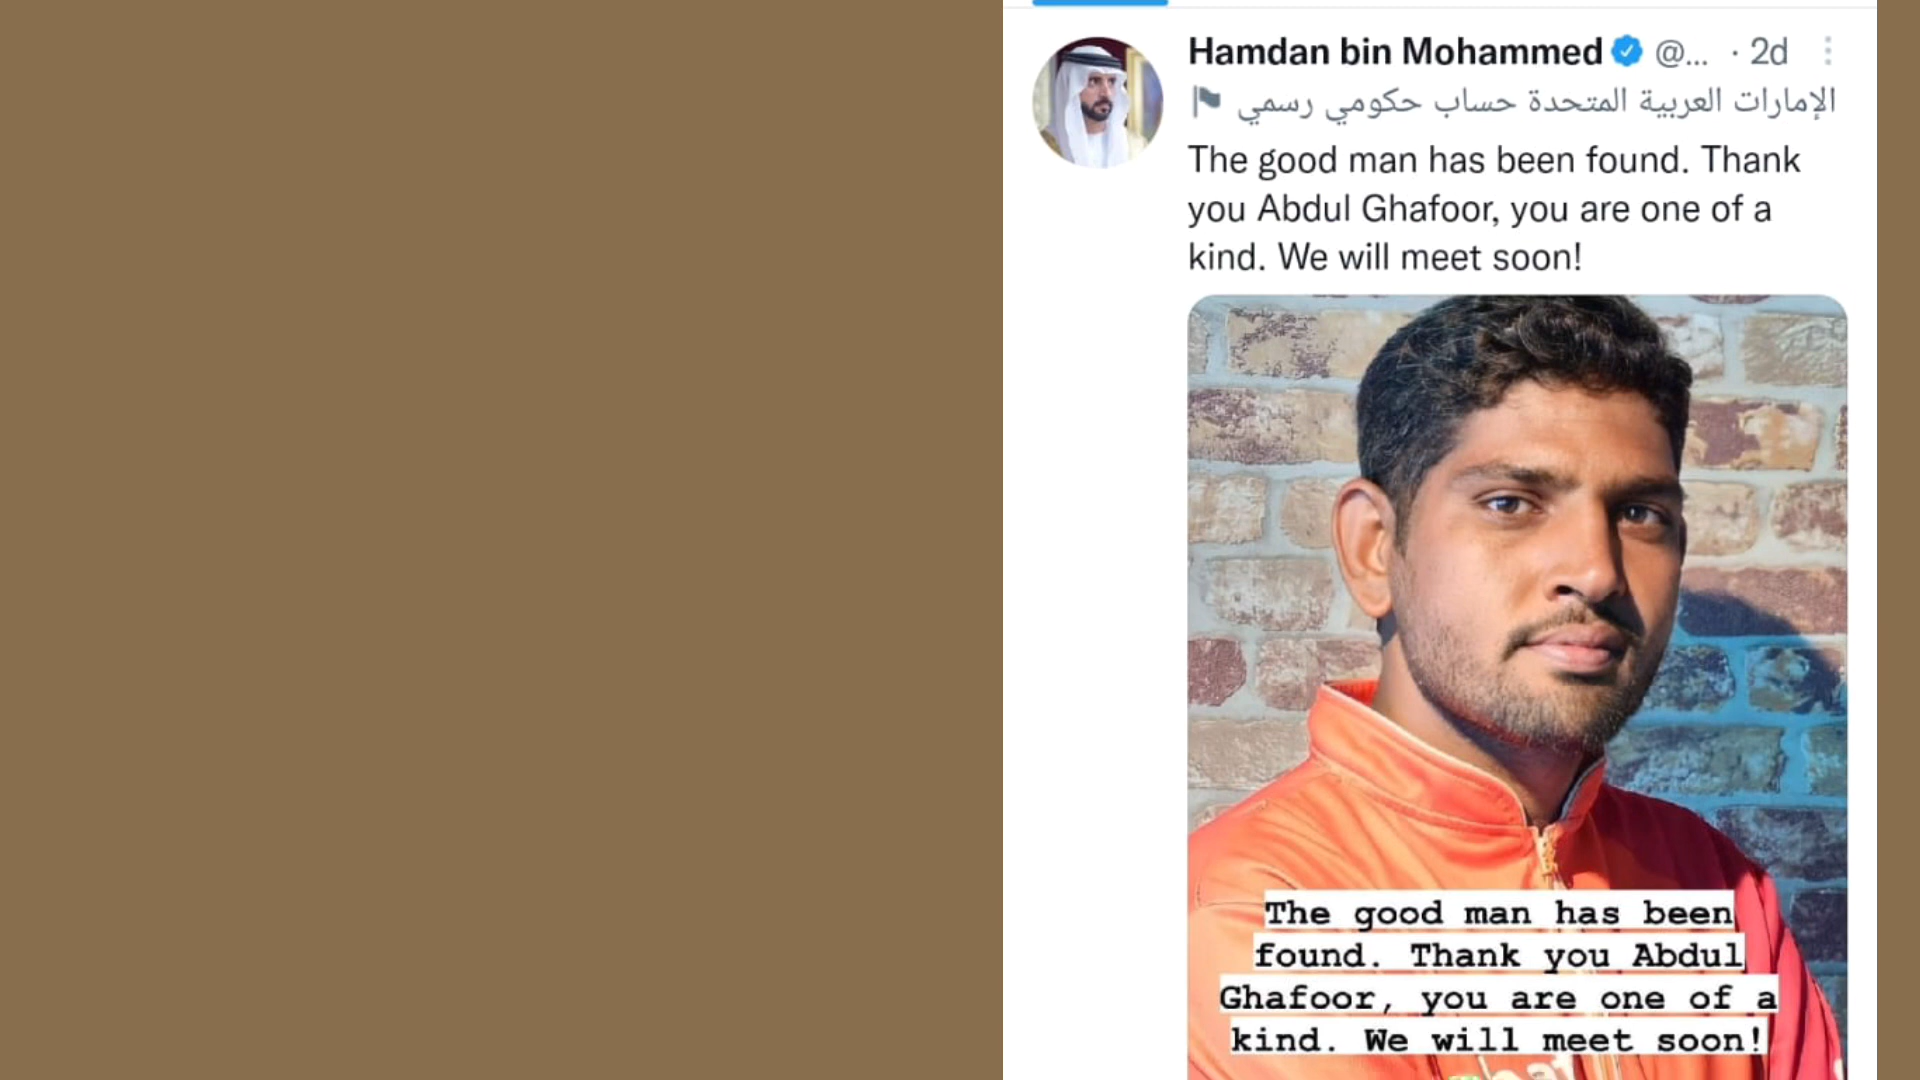 Hamdan bin Mohammed @... · 2d
الإمارات العربية المتحدة حساب حكومي رسمي
The good man has been found. Thank
you Abdul Ghafoor, you are one of a
kind. We will meet soon!
The good man has been
found. Thank you Abdul
Ghafoor, you are one of a
kind. We will meet soon!